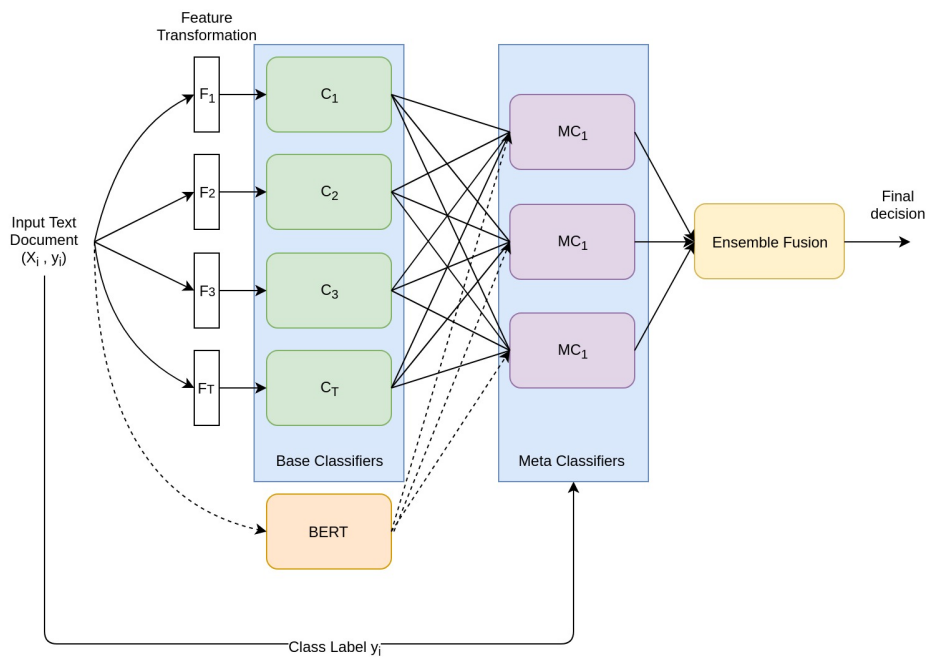 Feature
Transformation
F1
C1
MC1
F2
C2
Input Text
Document
(Xi , yi)
Final
decision
MC1
Ensemble Fusion
F3
C3
MC1
FT
CT
Base Classifiers
Meta Classifiers
BERT
Class Label yi